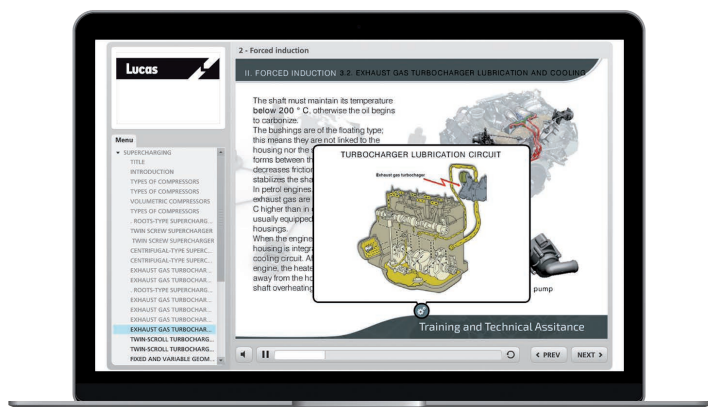 Lucas
Menu
SUPERCHARGING
TITLE
INTRODUCTION
TYPES OF COMPRESSORS
TYPES OF COMPRESSORS
VOLUMETRIC COMPRESSORS
TYPES OF COMPRESSORS
. ROOTS-TYPE SUPERCHARG...
TWIN SCREW SUPERCHARGER
TWIN SCREW SUPERCHARGER
CENTRIFUGAL-TYPE SUPERC...
CENTRIFUGAL-TYPE SUPERC...
EXHAUST GAS TURBOCHAR...
EXHAUST GAS TURBOCHAR...
. ROOTS-TYPE SUPERCHARG...
EXHAUST GAS TURBOCHAR...
EXHAUST GAS TURBOCHAR...
EXHAUST GAS TURBOCHAR...
EXHAUST GAS TURBOCHAR...
TWIN-SCROLL TURBOCHARG...
TWIN-SCROLL TURBOCHARG...
FIXED AND VARIABLE GEOM...
2 - Forced induction
II. FORCED INDUCTION 3.2. EXHAUST GAS TURBOCHARGER LUBRICATION AND COOLING
The shaft must maintain its temperature
below 200 ° C, otherwise the oil begins
to carbonize.
The bushings are of the floating type;
this means they are not linked to the
housing nor the
forms between th
decreases friction
stabilizes the sha
In petrol engines
exhaust gas are
C higher than in
usually equipped
housings.
When the engine
housing is integra
cooling circuit. Af
engine, the heate
away from the ho
shaft overheating
TURBOCHARGER LUBRICATION CIRCUIT
Exhaust gas turbocharger
pump
Training and Technical Assitance
PREV
NEXT